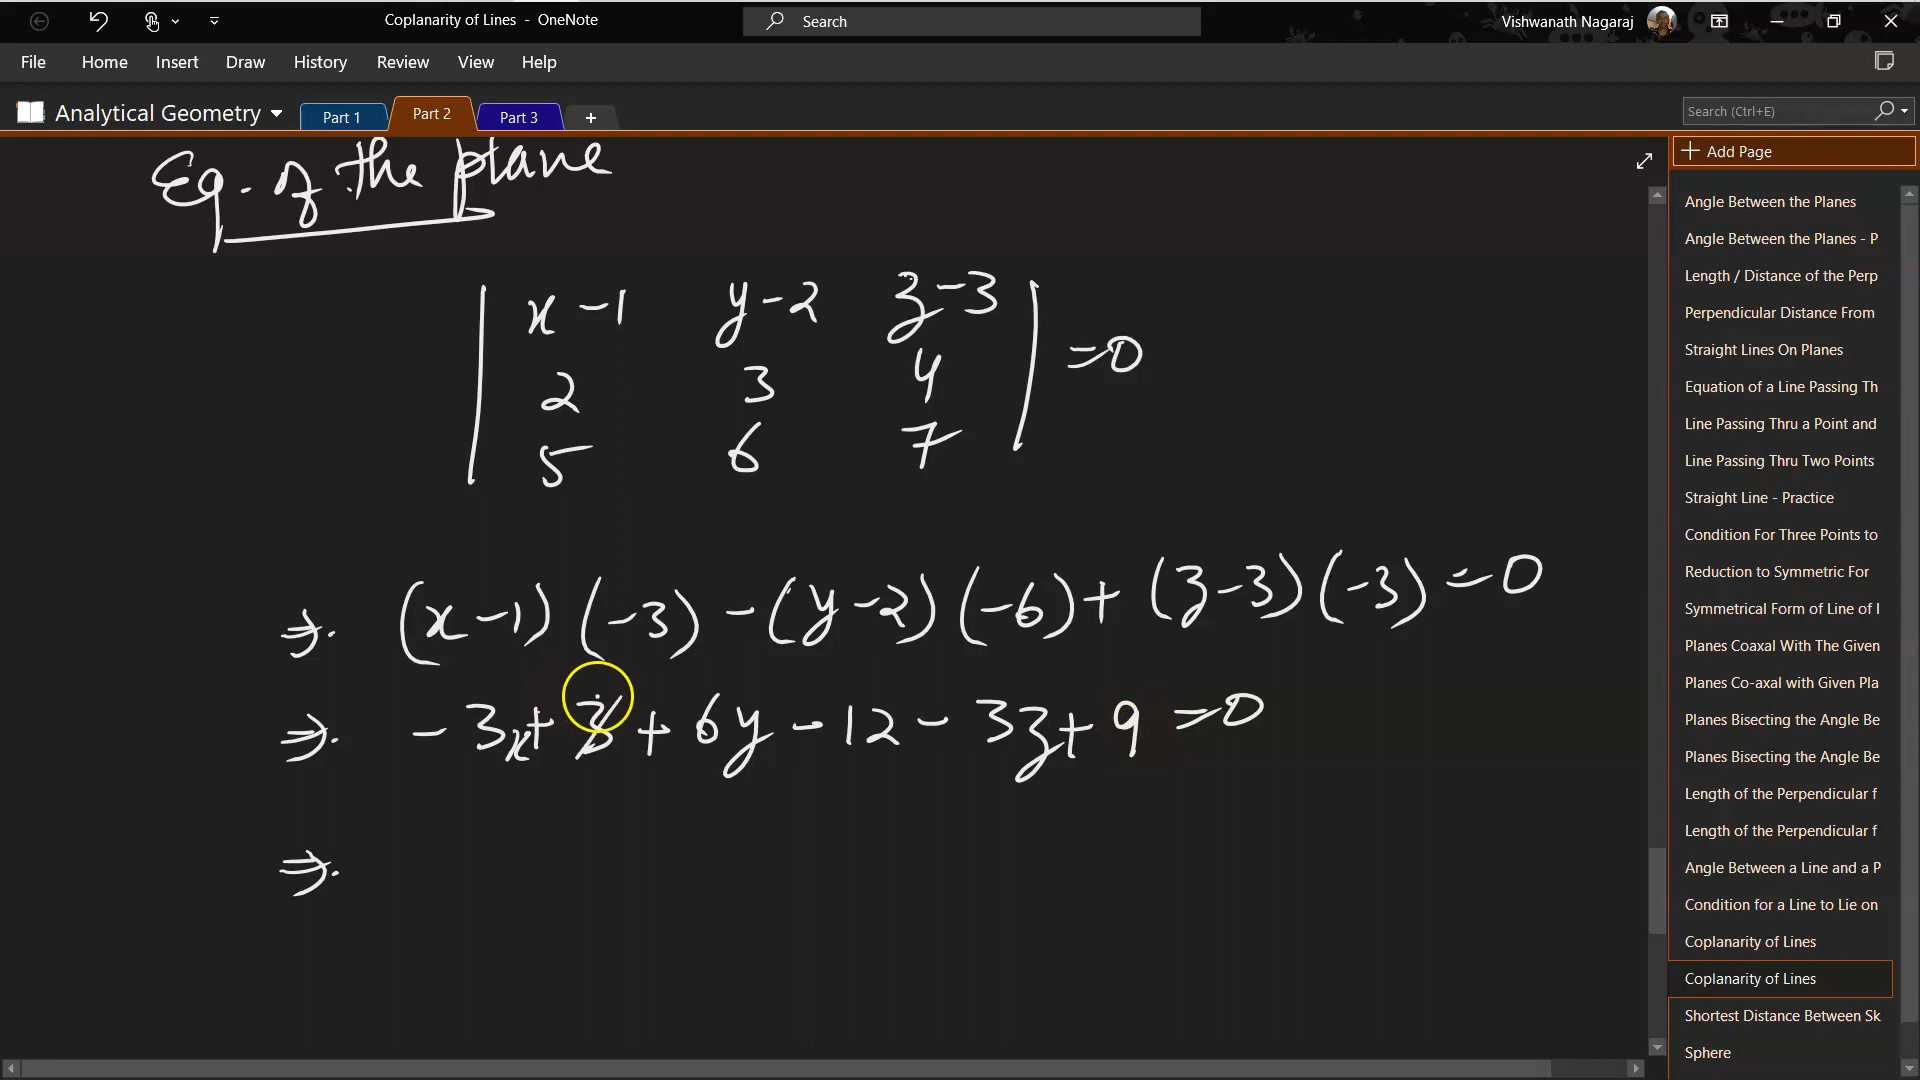 Coplanarity of Lines - OneNote
Search
Vishwanath Nagaraj
File Home Insert Draw History Review View Help
Analytical Geometry
Part 1
Part 2
Part 3
+
Search (Ctrl+E)
Eq. of the plane
| x-1 y-2 z-3 |
| 2 3 4 | =0
| 5 6 7 |
⇒. (x-1) (-3) - (y-2) (-6) + (z-3) (-3) =0
⇒. -3x + 3 + 6y - 12 - 3z + 9 =0
⇒.
+ Add Page
Angle Between the Planes
Angle Between the Planes - P
Length / Distance of the Perp
Perpendicular Distance From
Straight Lines On Planes
Equation of a Line Passing Th
Line Passing Thru a Point and
Line Passing Thru Two Points
Straight Line - Practice
Condition For Three Points to
Reduction to Symmetric For
Symmetrical Form of Line of I
Planes Coaxal With The Given
Planes Co-axal with Given Pla
Planes Bisecting the Angle Be
Planes Bisecting the Angle Be
Length of the Perpendicular f
Length of the Perpendicular f
Angle Between a Line and a P
Condition for a Line to Lie on
Coplanarity of Lines
Coplanarity of Lines
Shortest Distance Between Sk
Sphere